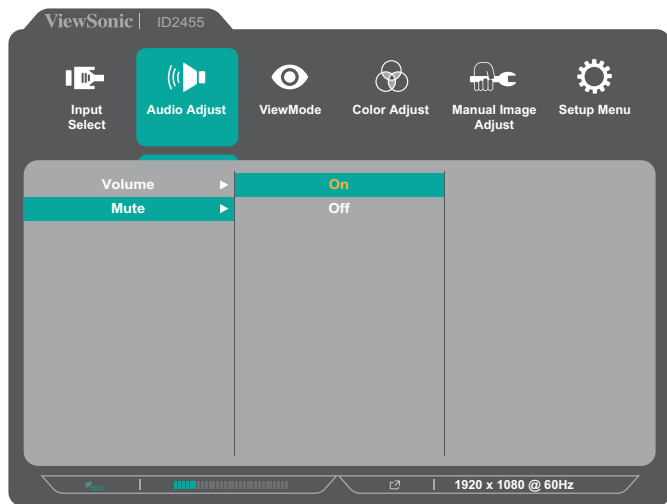 ViewSonic | ID2455
Input
Select
Audio Adjust
ViewMode
Color Adjust
Manual Image
Adjust
Setup Menu
Volume
On
Mute
Off
1920 x 1080 @ 60Hz